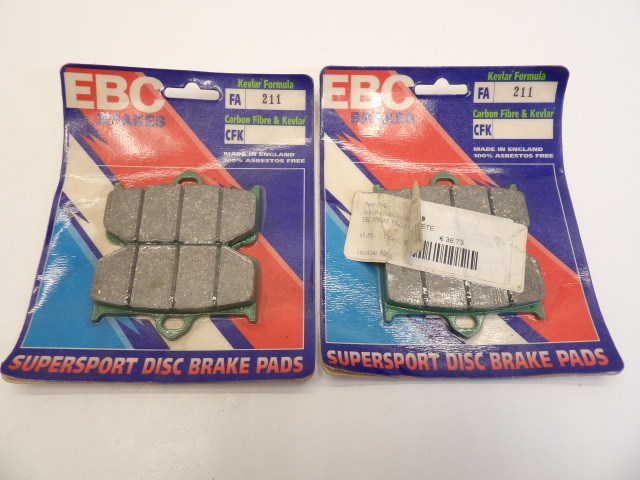 EBC
BRAKES
Kevlar Formula
FA 211
Carbon Fibre & Kevlar
CFK
MADE IN ENGLAND
100% ASBESTOS FREE
SUPERSPORT DISC BRAKE PADS
EBC
BRAKES
Kevlar Formula
FA 211
Carbon Fibre & Kevlar
CFK
MADE IN ENGLAND
100% ASBESTOS FREE
€ 36.73
SUPERSPORT DISC BRAKE PADS